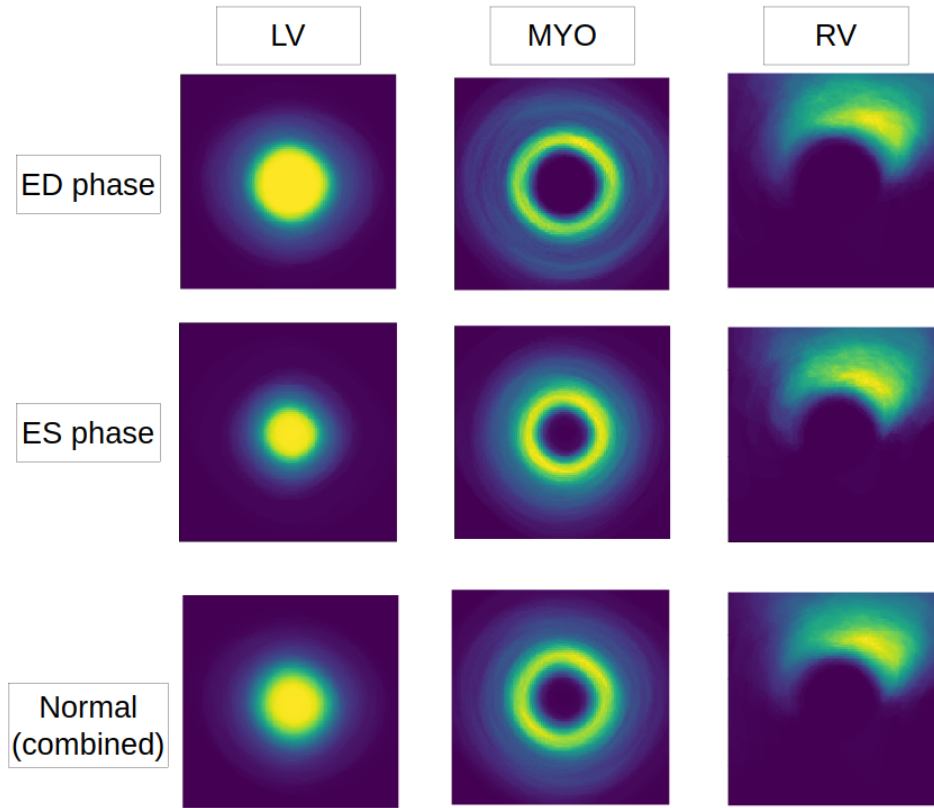 LV
MYO
RV
ED phase
ES phase
Normal
(combined)